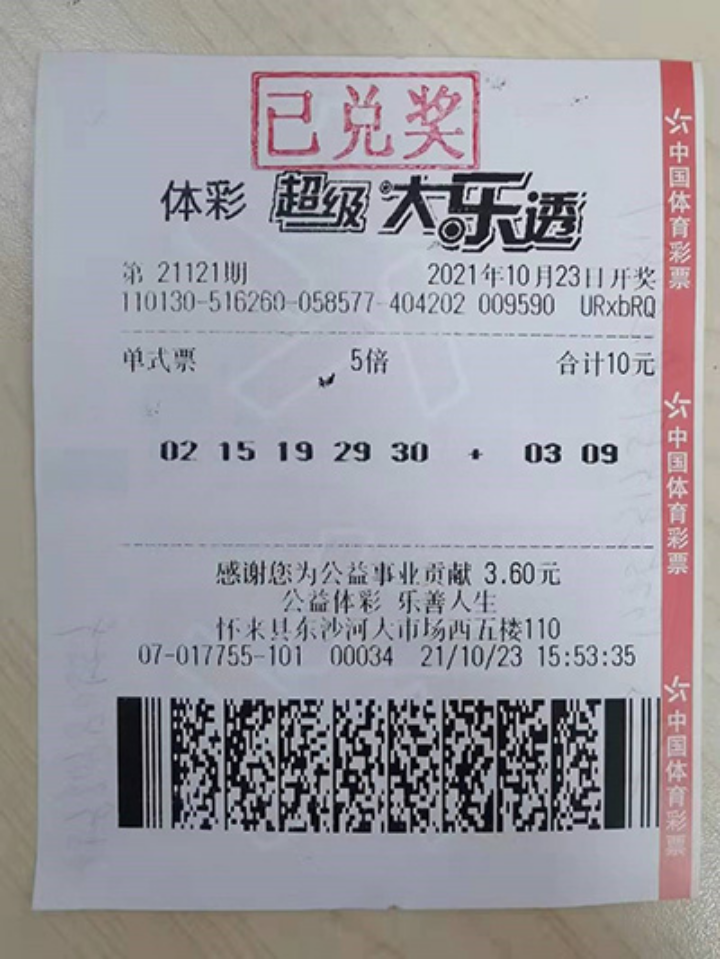 已兑奖
体彩 超级 大乐透
第 21121期 2021年10月23日开奖
110130-516260-058577-404202 009590 URxbRQ
单式票 5倍 合计10元
02 15 19 29 30 + 03 09
感谢您为公益事业贡献 3.60元
公益体彩 乐善人生
怀来县东沙河大市场西五楼110
07-017755-101 00034 21/10/23 15:53:35
中国体育彩票
中国体育彩票
中国体育彩票